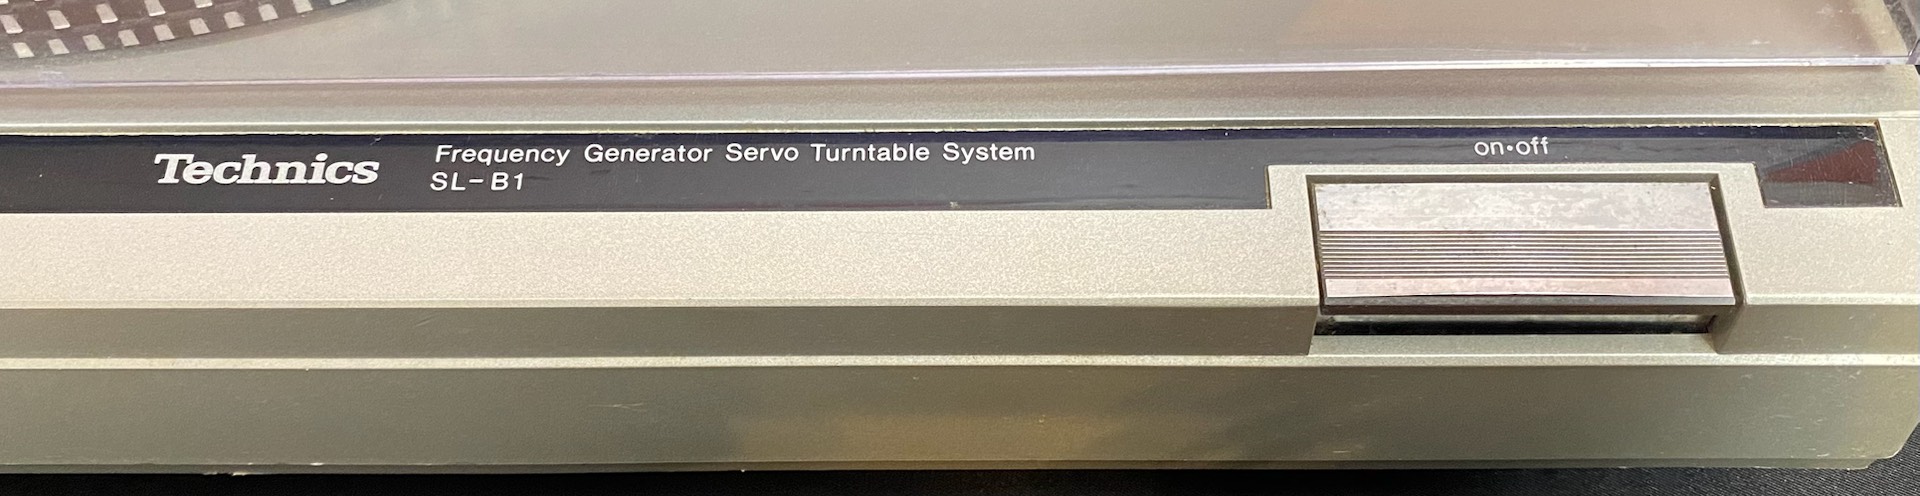 Technics
Frequency Generator Servo Turntable System
SL-B1
on•off